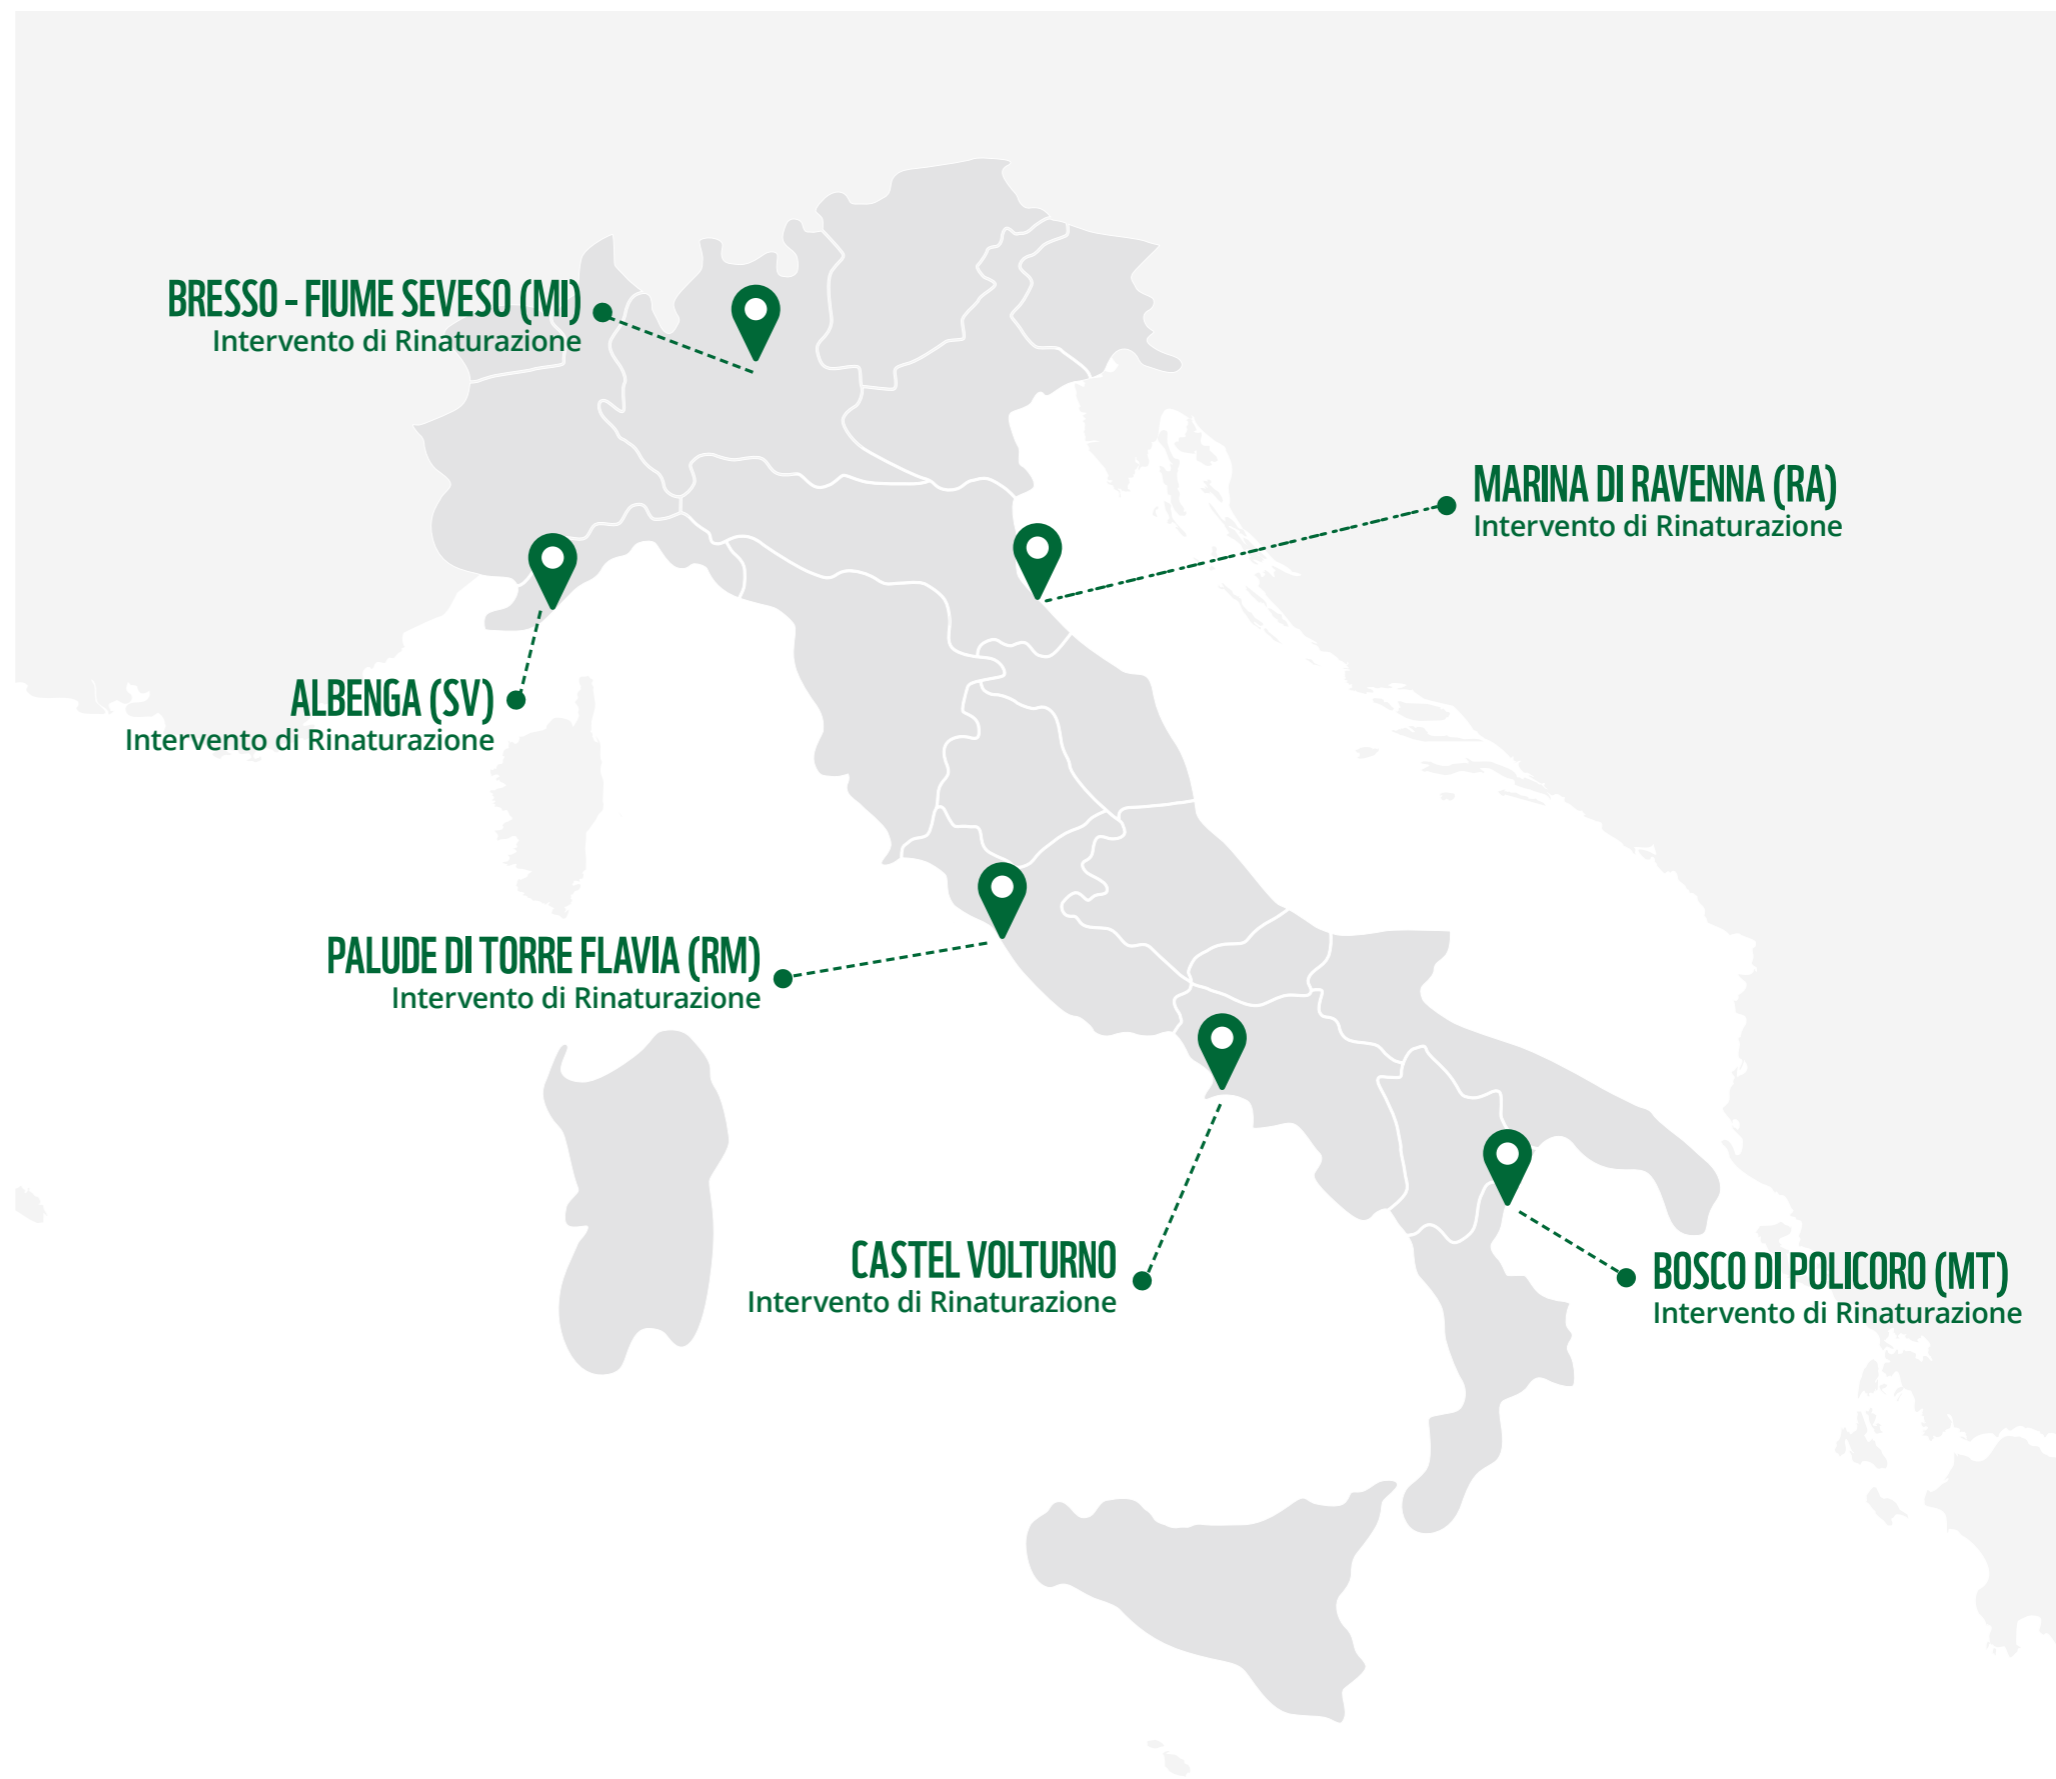 BRESSO - FIUME SEVESO (MI)
Intervento di Rinaturazione
MARINA DI RAVENNA (RA)
Intervento di Rinaturazione
ALBENGA (SV)
Intervento di Rinaturazione
PALUDE DI TORRE FLAVIA (RM)
Intervento di Rinaturazione
CASTEL VOLTURNO
Intervento di Rinaturazione
BOSCO DI POLICORO (MT)
Intervento di Rinaturazione